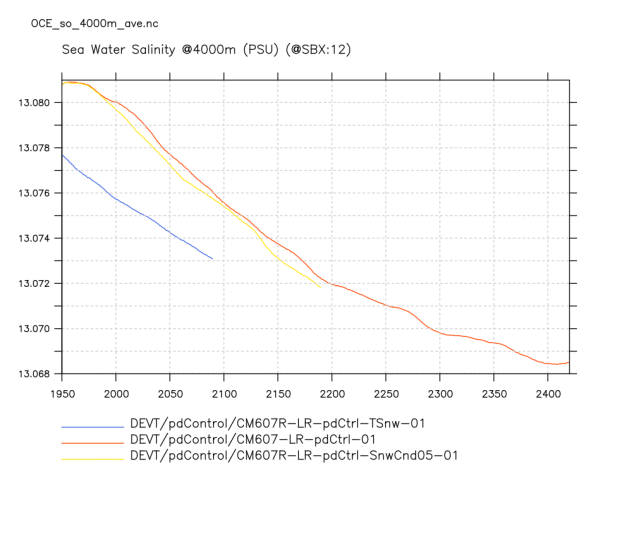 OCE_so_4000m_ave.nc
Sea Water Salinity @4000m (PSU) (@SBX:12)
13.080
13.078
13.076
13.074
13.072
13.070
13.068
1950 2000 2050 2100 2150 2200 2250 2300 2350 2400
DEVT/pdControl/CM607R-LR-pdCtrl-TSnw-01
DEVT/pdControl/CM607-LR-pdCtrl-01
DEVT/pdControl/CM607R-LR-pdCtrl-SnwCnd05-01